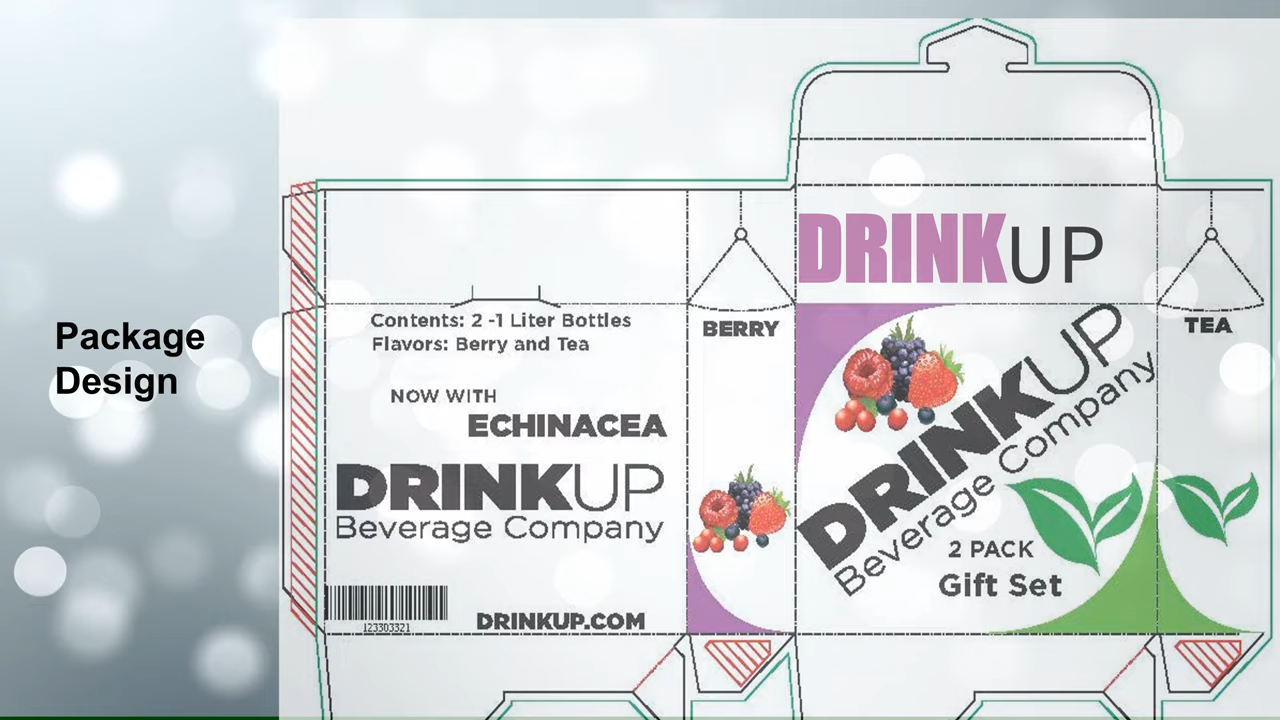 Package
Design
Contents: 2 -1 Liter Bottles
Flavors: Berry and Tea
NOW WITH
ECHINACEA
DRINKUP
Beverage Company
123303321
DRINKUP.COM
BERRY
DRINKUP
DRINKUP
Beverage Company
2 PACK
Gift Set
TEA